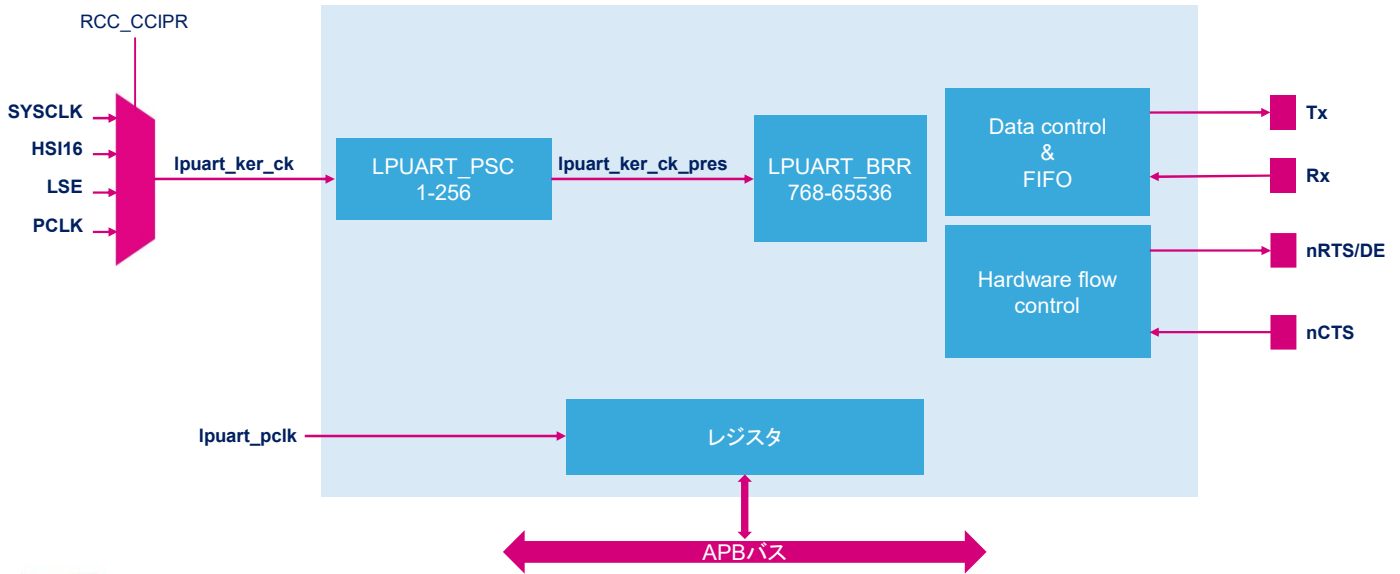 RCC_CCIPR
SYSCLK
HSI16
LSE
PCLK
lpuart_ker_ck
LPUART_PSC
1-256
lpuart_ker_ck_pres
LPUART_BRR
768-65536
Data control
&
FIFO
Hardware flow
control
Tx
Rx
nRTS/DE
nCTS
lpuart_pclk
レジスタ
APBバス